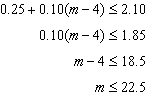 0.25 + 0.10(m − 4) ≤ 2.10
0.10(m − 4) ≤ 1.85
m − 4 ≤ 18.5
m ≤ 22.5